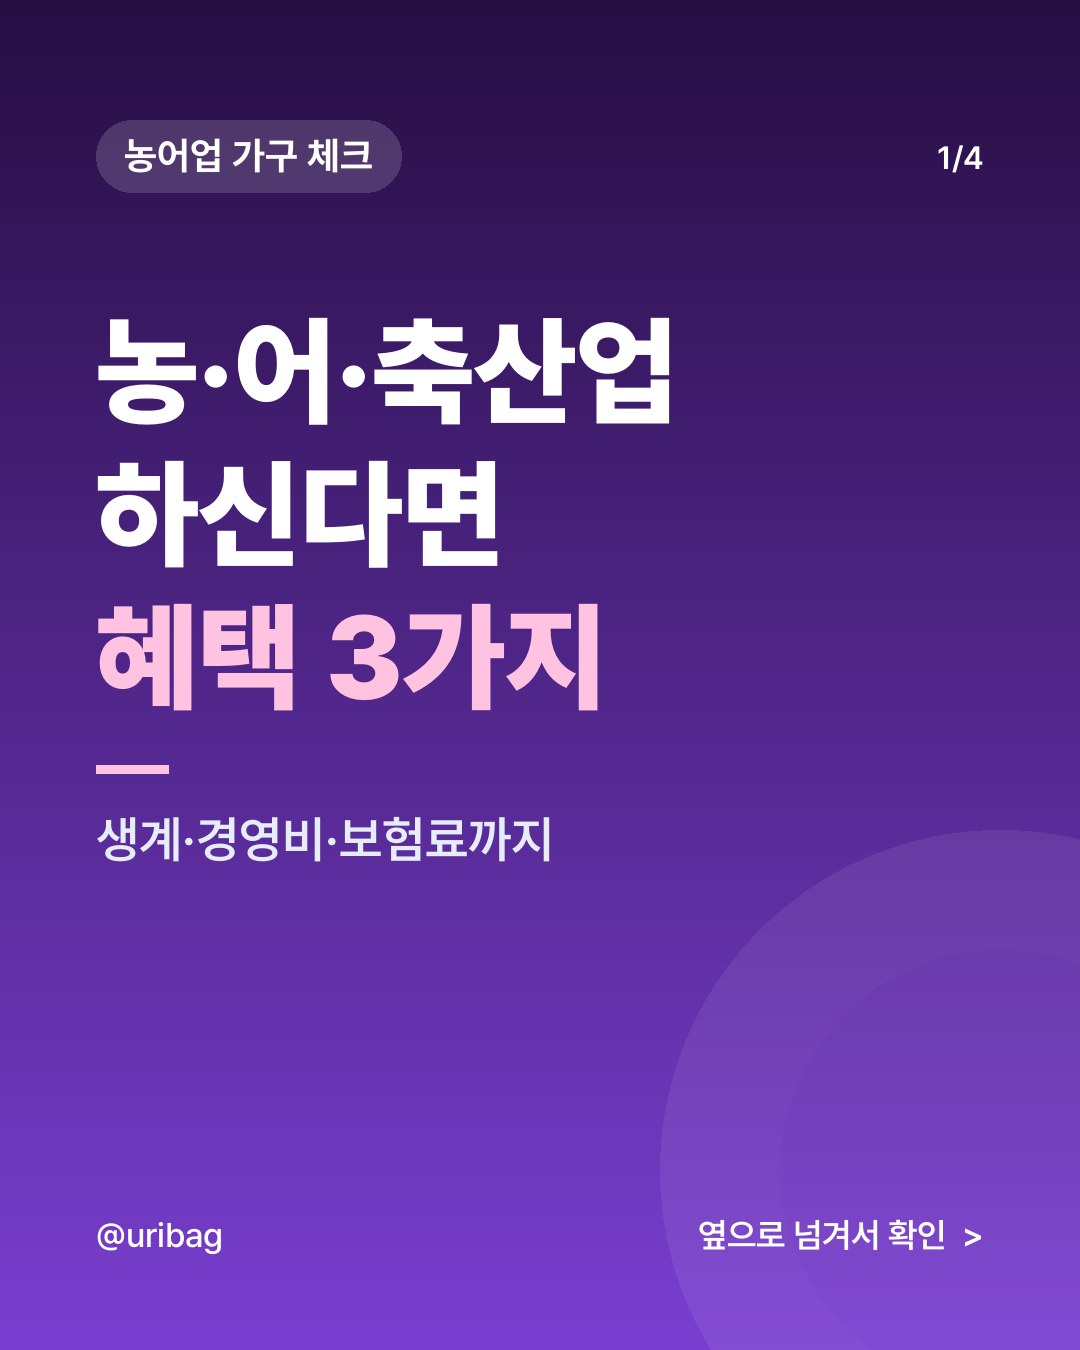 농어업 가구 체크
1/4
농·어·축산업
하신다면
혜택 3가지
생계·경영비·보험료까지
@uribag
옆으로 넘겨서 확인 >